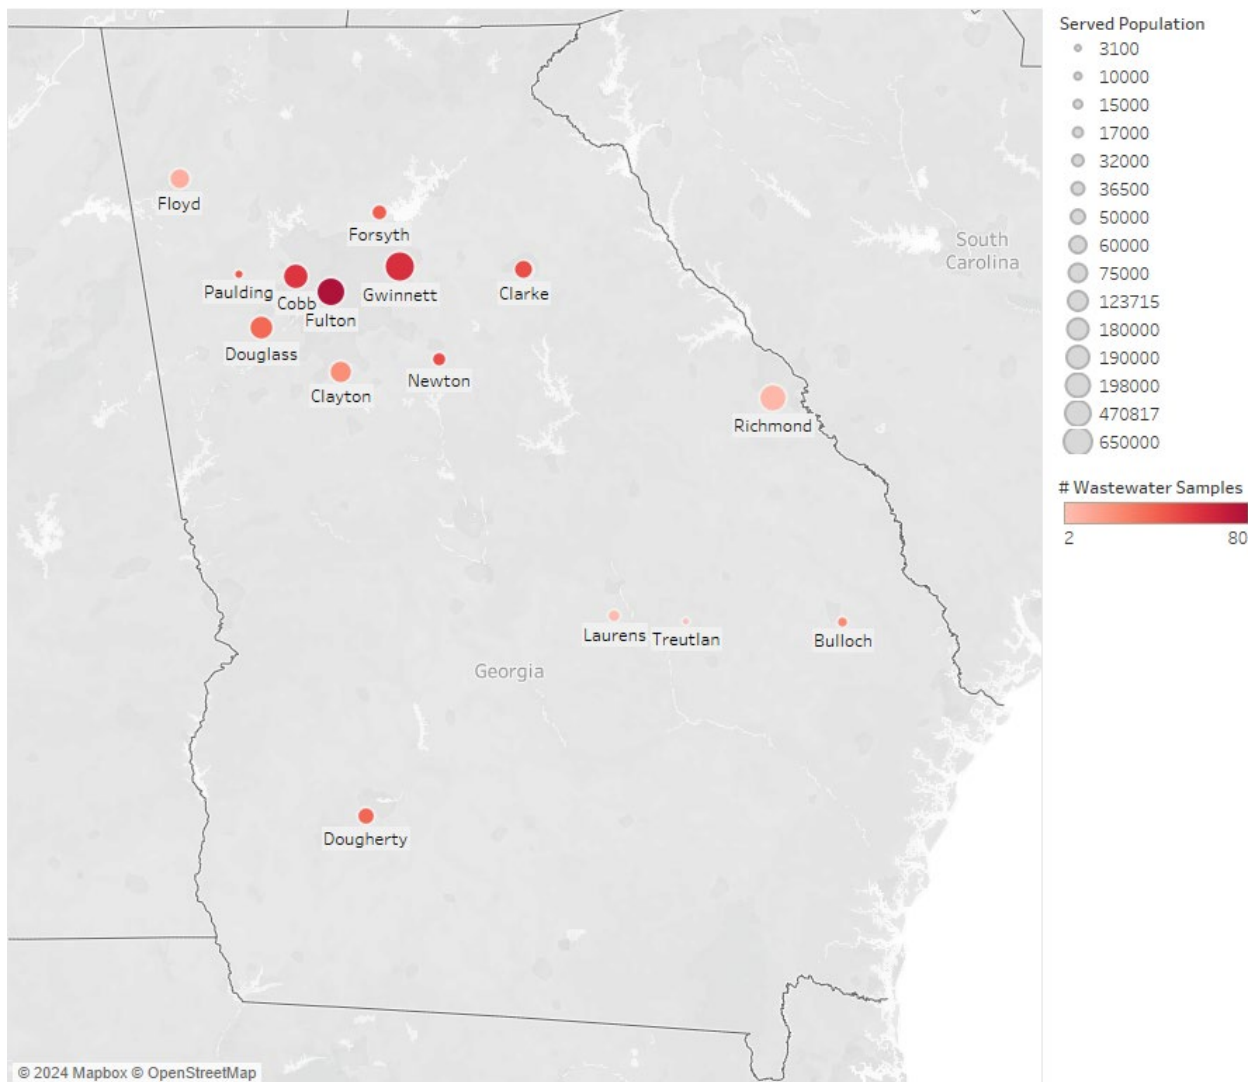 Served Population
3100
10000
15000
17000
32000
36500
50000
60000
75000
123715
180000
190000
198000
470817
650000
# Wastewater Samples
2 80
Floyd
Forsyth
South
Carolina
Paulding
Cobb
Gwinnett
Clarke
Fulton
Douglass
Clayton
Newton
Richmond
Laurens
Treutlan
Bulloch
Georgia
Dougherty
© 2024 Mapbox © OpenStreetMap